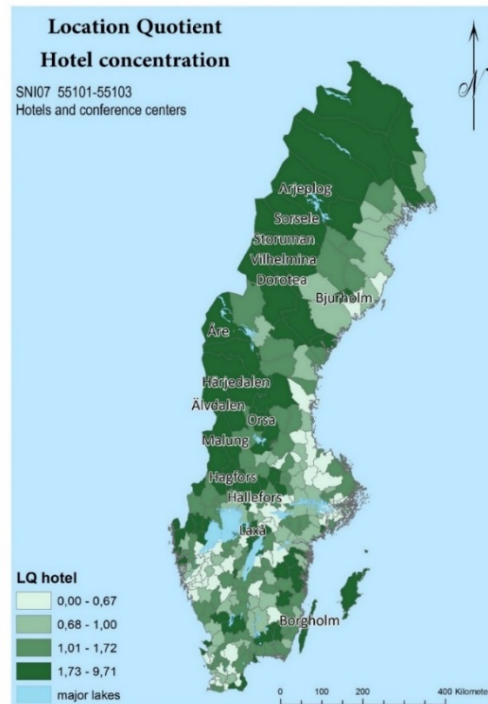 Location Quotient
Hotel concentration
SNI07 55101-55103
Hotels and conference centers
N
Arjeplog
Sorsele
Storuman
Vilhelmina
Dorotea
Bjurholm
Åre
Härjedalen
Älvdalen
Orsa
Malung
Hagfors
Hällefors
Laxå
Borgholm
LQ hotel
0,00 - 0,67
0,68 - 1,00
1,01 - 1,72
1,73 - 9,71
major lakes
0 100 200 400 Kilometers